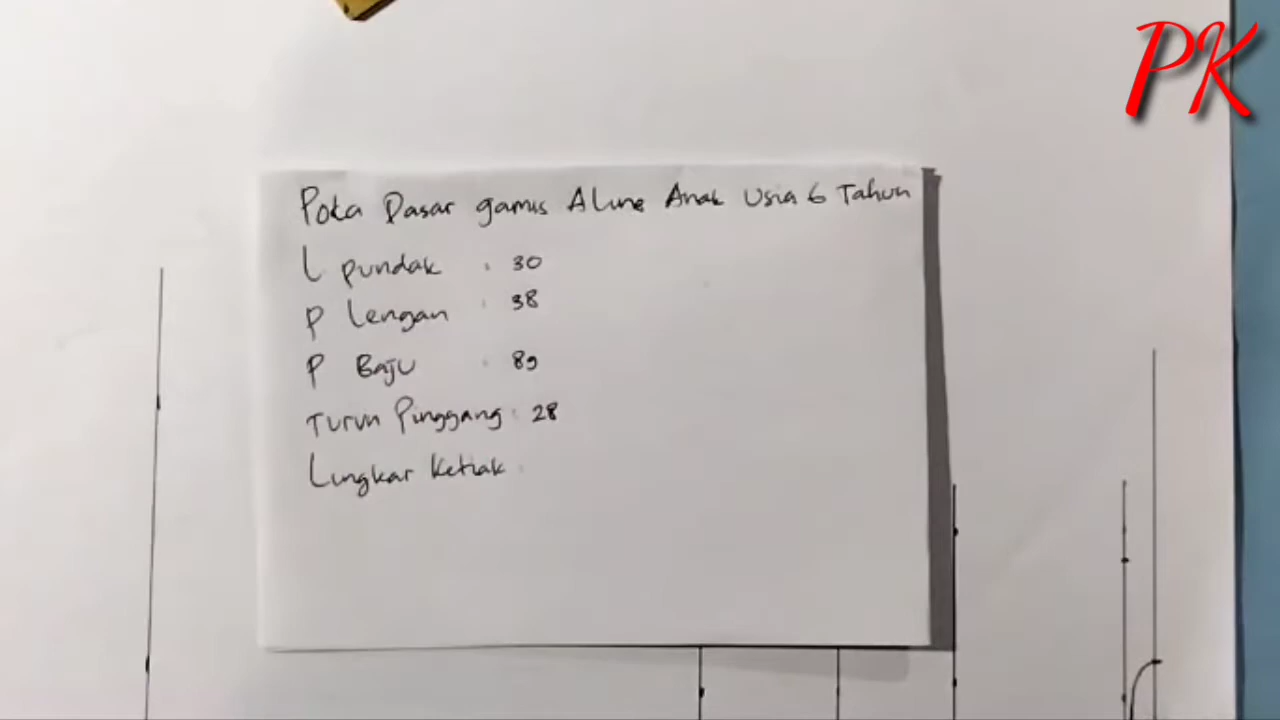 PK
Pola Dasar gamis Aline Anak Usia 6 Tahun
L pundak : 30
P Lengan : 38
P Baju : 89
Turun Pinggang : 28
Lingkar Ketiak :